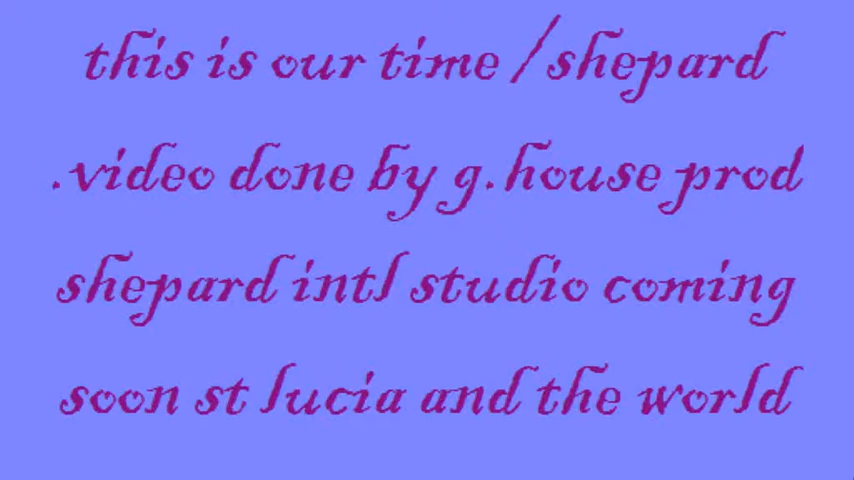 this is our time /shepard
.video done by g.house prod
shepard intl studio coming
soon st lucia and the world